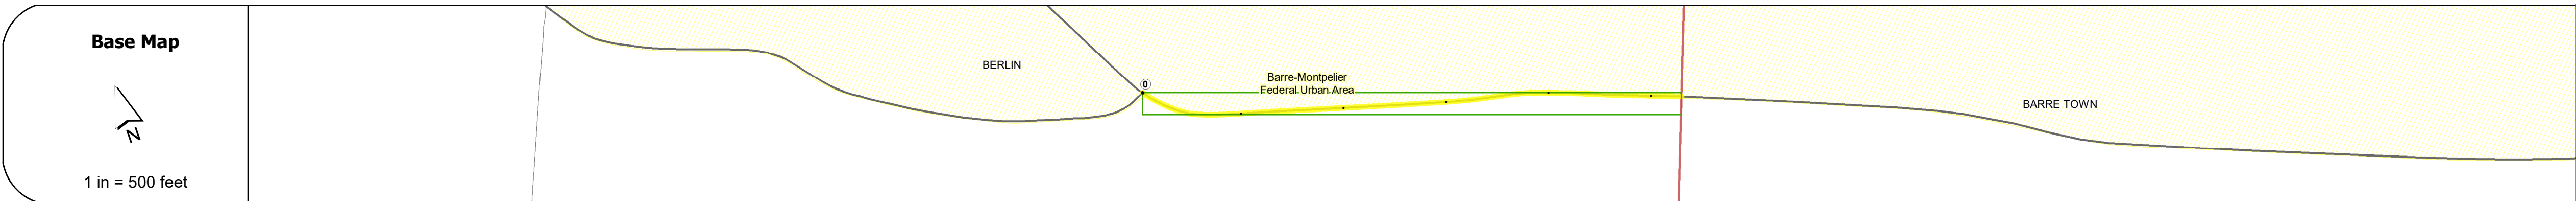 Base Map
N
1 in = 500 feet
BERLIN
0
Barre-Montpelier
Federal Urban Area
BARRE TOWN